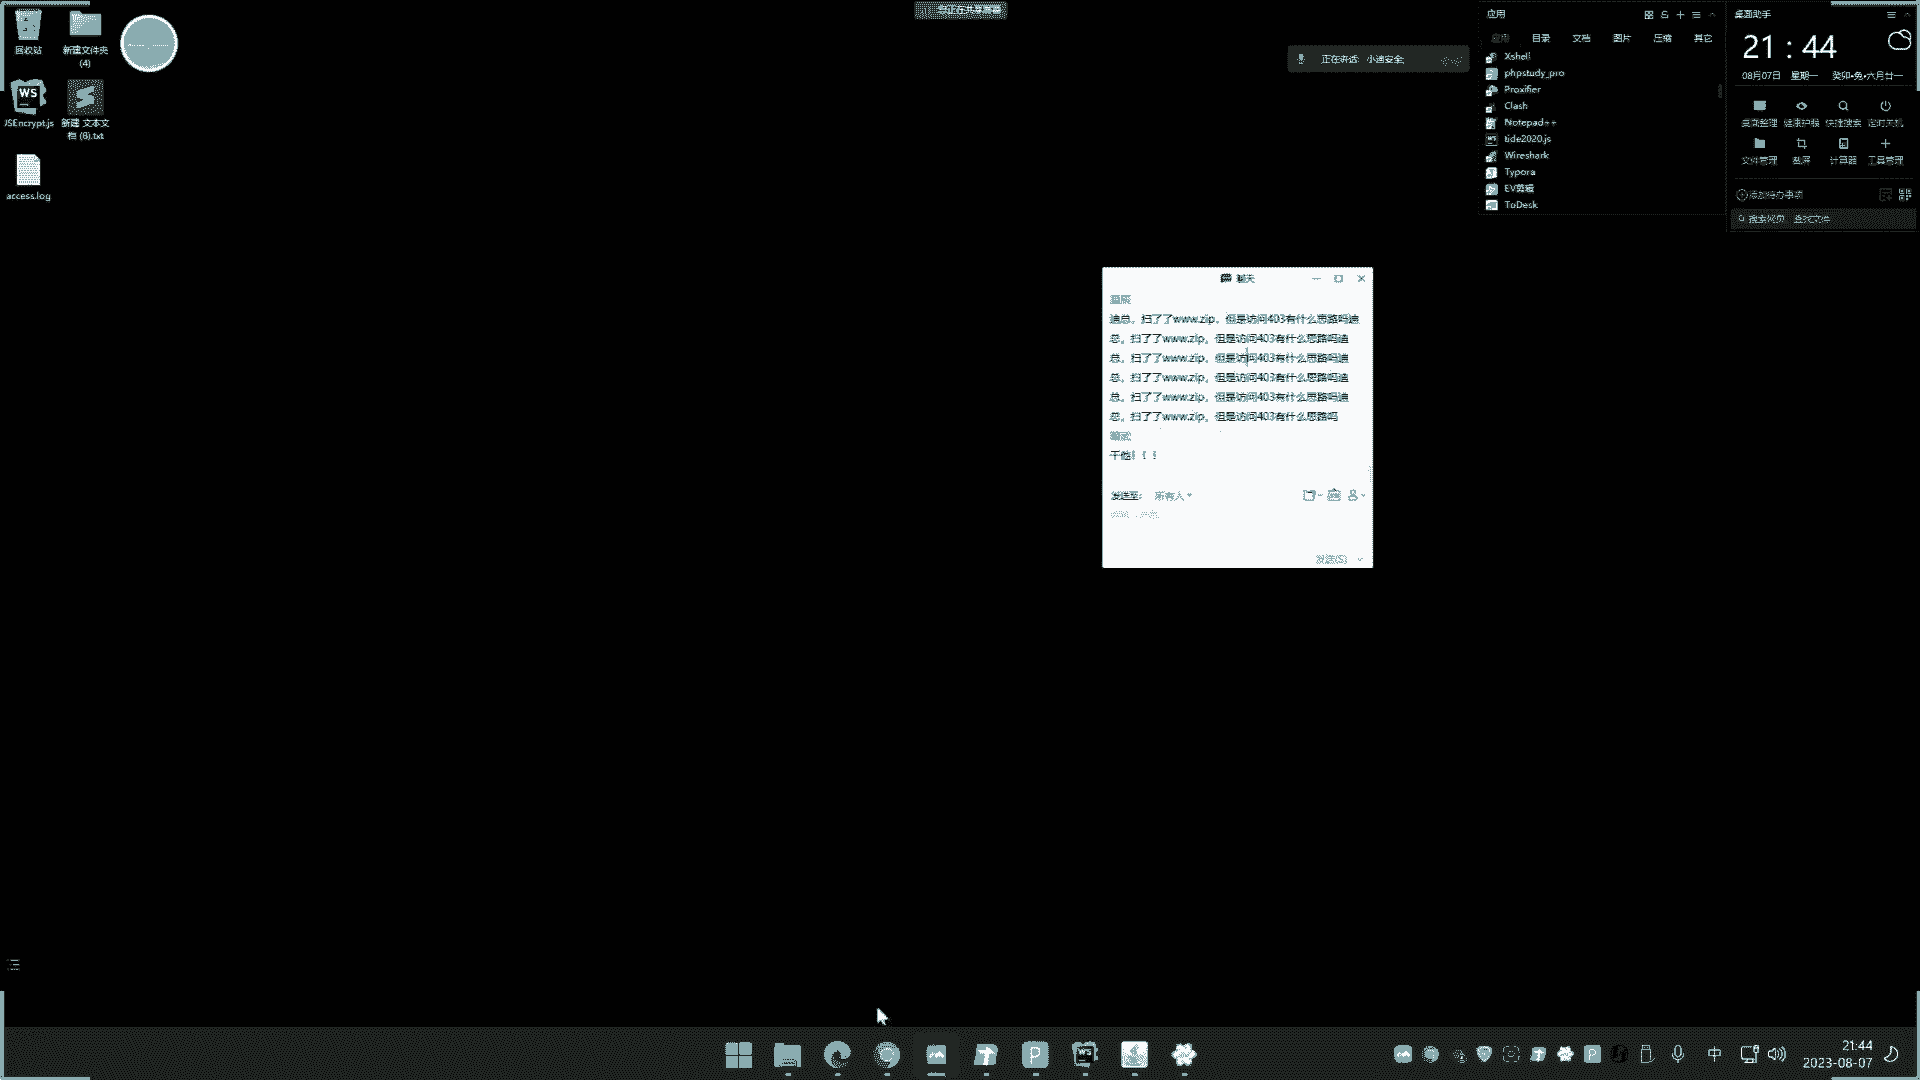 您正在共享屏幕
回收站
新建文件夹
(4)
JSEncrypt.js
新建 文本文
档 (6).txt
access.log
正在讲话: 小迪安全;
应用
目录
文档
图片
压缩
其它
Xshell
phpstudy_pro
Proxifier
Clash
Notepad++
tide2020.js
Wireshark
Typora
EV剪辑
ToDesk
桌面助手
21 : 44
08月07日 星期一 癸卯•兔•六月廿一
桌面整理 健康护眼 快捷搜索 定时关机
文件管理 截屏 计算器 工具管理
添加待办事项
搜索网页 查找文件
聊天
迪总，扫了了www.zip，但是访问403有什么思路吗迪
总，扫了了www.zip，但是访问403有什么思路吗迪
总，扫了了www.zip，但是访问403有什么思路吗迪
总，扫了了www.zip，但是访问403有什么思路吗迪
总，扫了了www.zip，但是访问403有什么思路吗迪
总，扫了了www.zip，但是访问403有什么思路吗
干他！！！
发送至: 所有人
发送(S)
中
21:44
2023-08-07